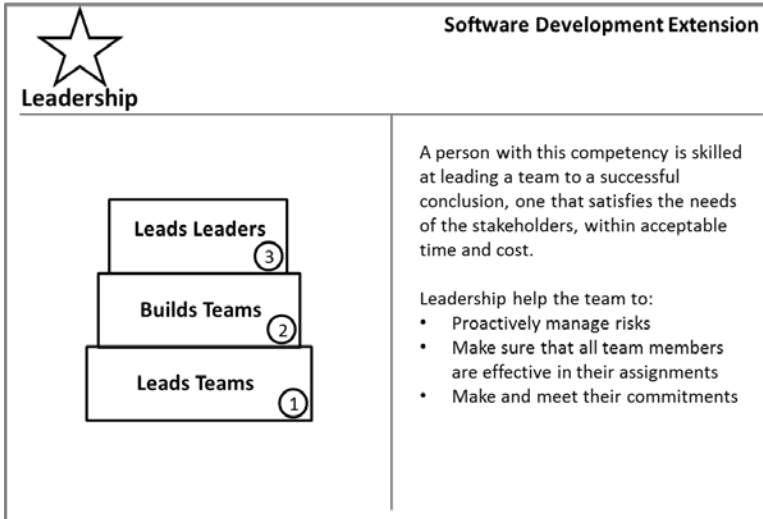 Software Development Extension
Leadership
Leads Leaders
3
Builds Teams
2
Leads Teams
1
A person with this competency is skilled
at leading a team to a successful
conclusion, one that satisfies the needs
of the stakeholders, within acceptable
time and cost.
Leadership help the team to:
• Proactively manage risks
• Make sure that all team members
are effective in their assignments
• Make and meet their commitments